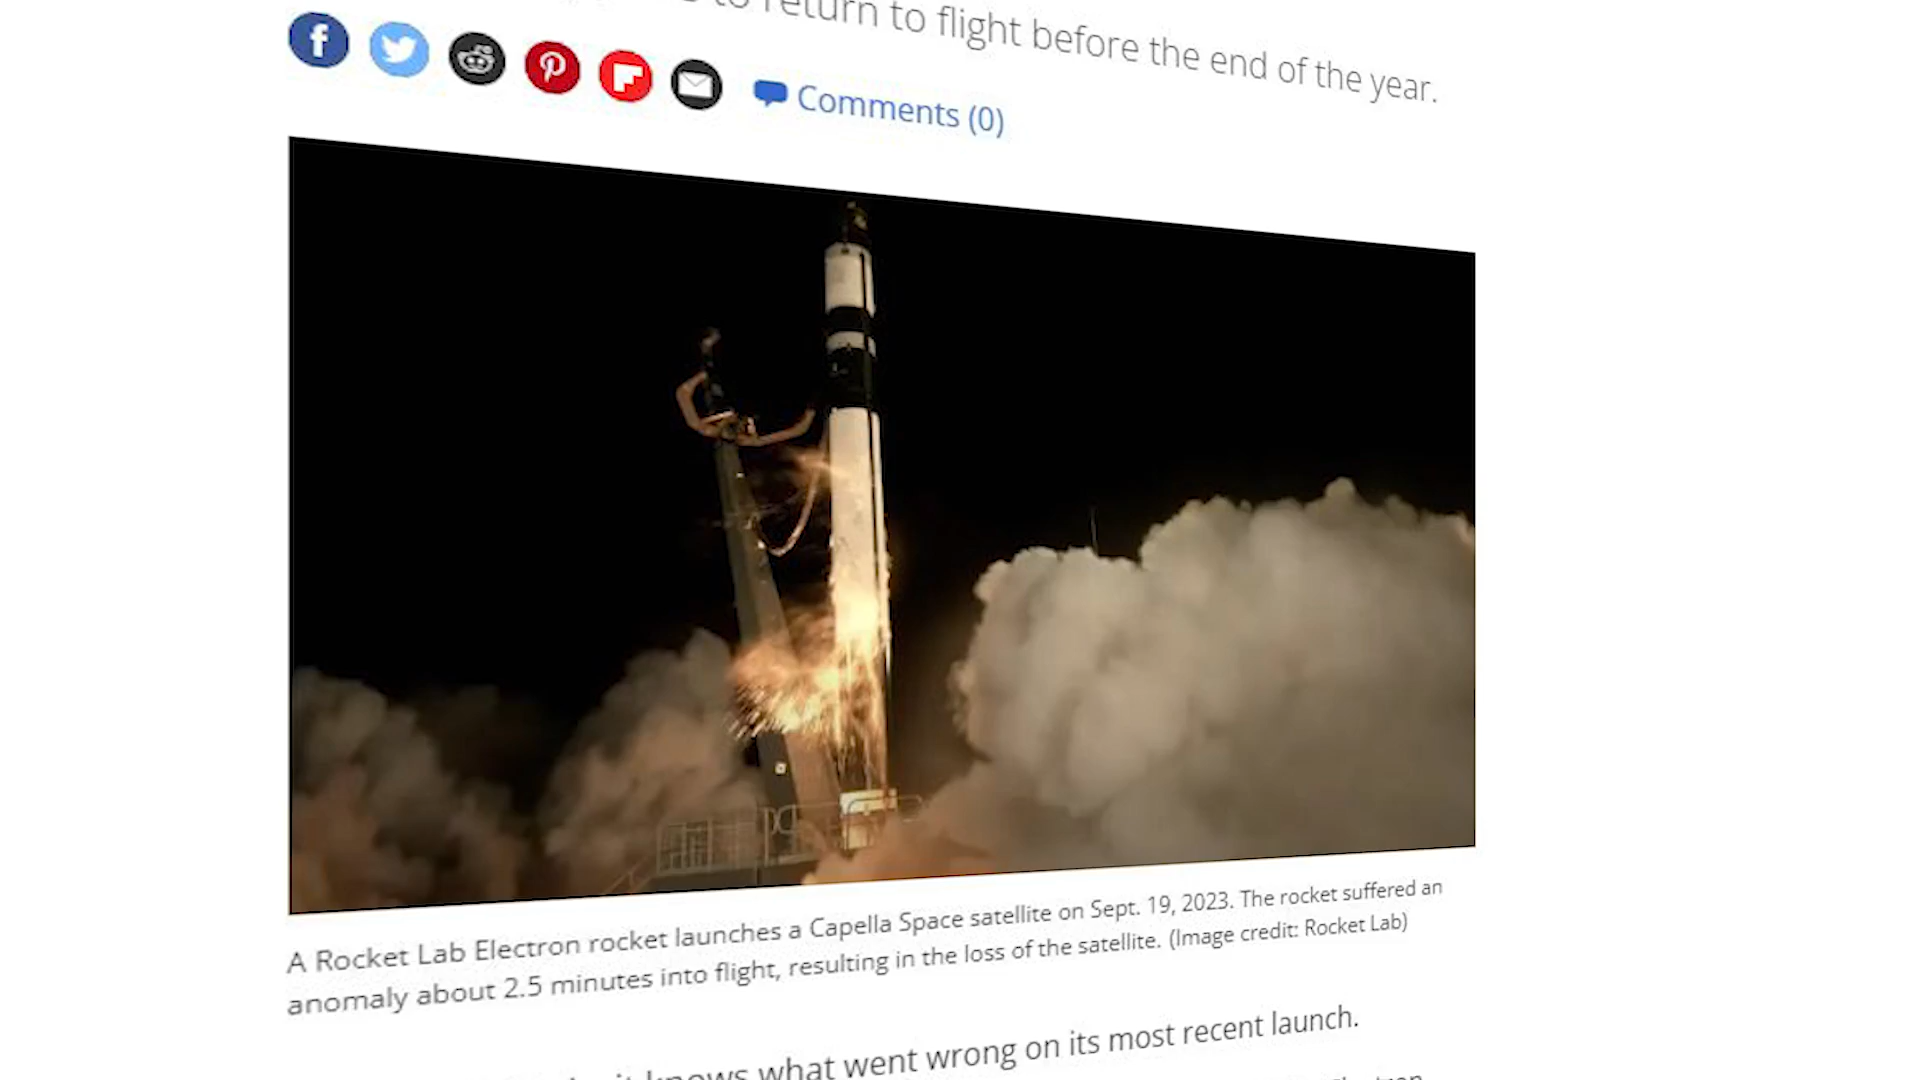 to return to flight before the end of the year.
Comments (0)
A Rocket Lab Electron rocket launches a Capella Space satellite on Sept. 19, 2023. The rocket suffered an
anomaly about 2.5 minutes into flight, resulting in the loss of the satellite. (Image credit: Rocket Lab)
it knows what went wrong on its most recent launch.